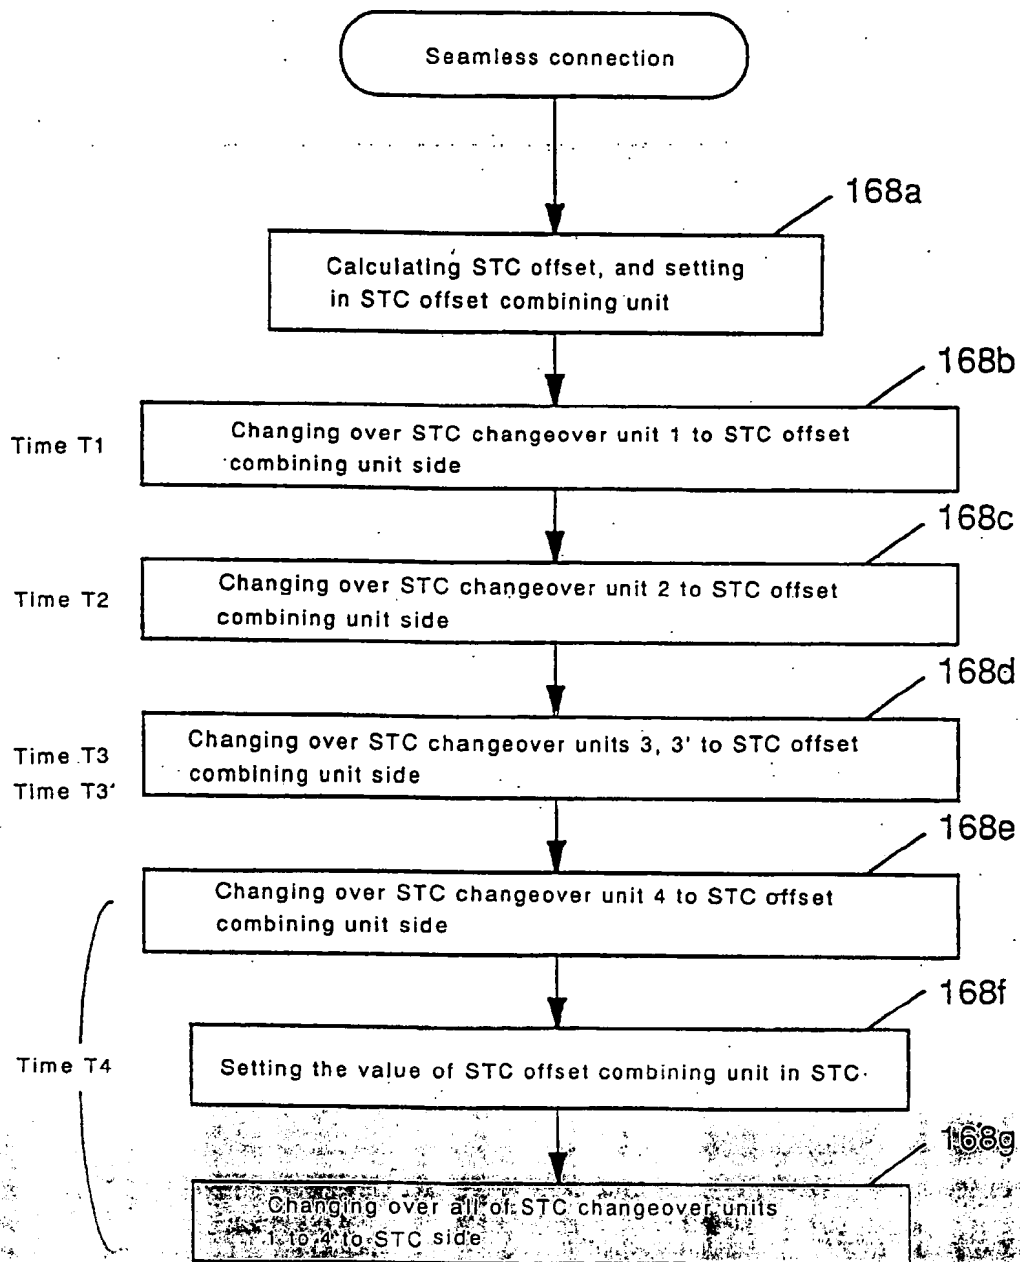 Seamless connection
168a
Calculating STC offset, and setting
in STC offset combining unit
168b
Time T1
Changing over STC changeover unit 1 to STC offset
combining unit side
168c
Time T2
Changing over STC changeover unit 2 to STC offset
combining unit side
168d
Time T3
Time T3'
Changing over STC changeover units 3, 3' to STC offset
combining unit side
168e
Changing over STC changeover unit 4 to STC offset
combining unit side
168f
Time T4
Setting the value of STC offset combining unit in STC
168g
Changing over all of STC changeover units
1 to 4 to STC side